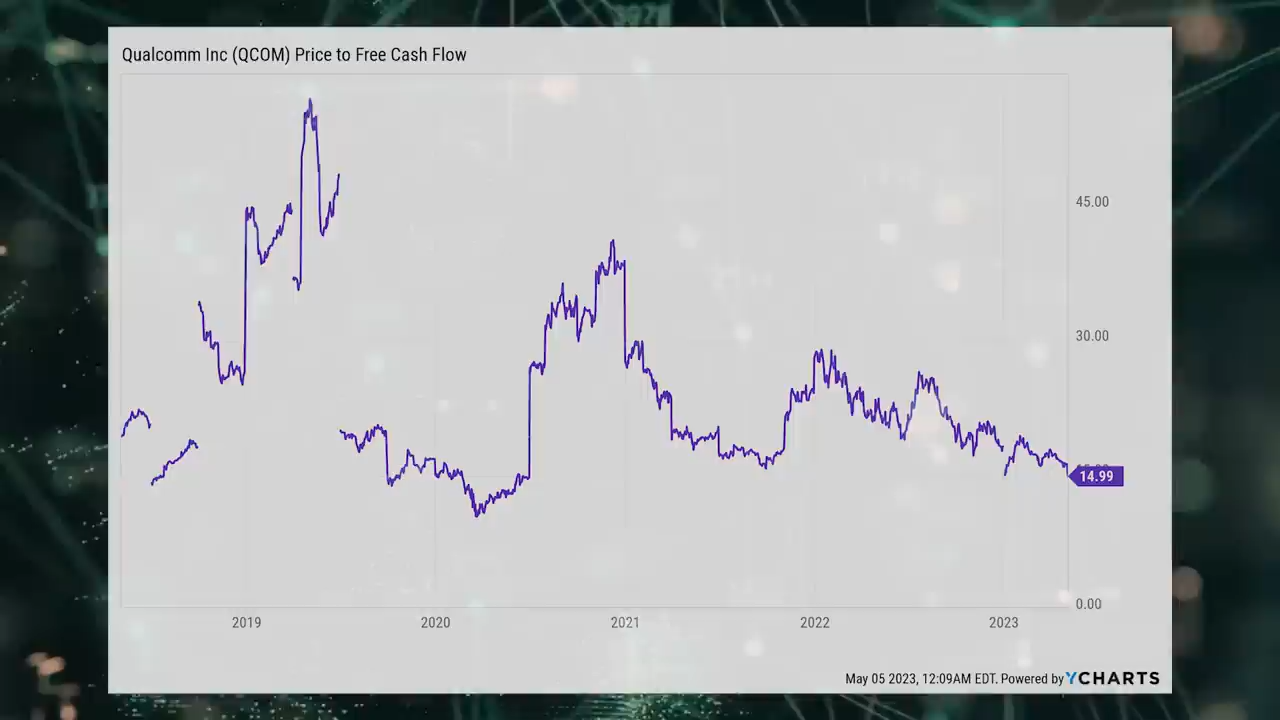 Qualcomm Inc (QCOM) Price to Free Cash Flow
45.00
30.00
14.99
0.00
2019 2020 2021 2022 2023
May 05 2023, 12:09AM EDT. Powered by YCHARTS